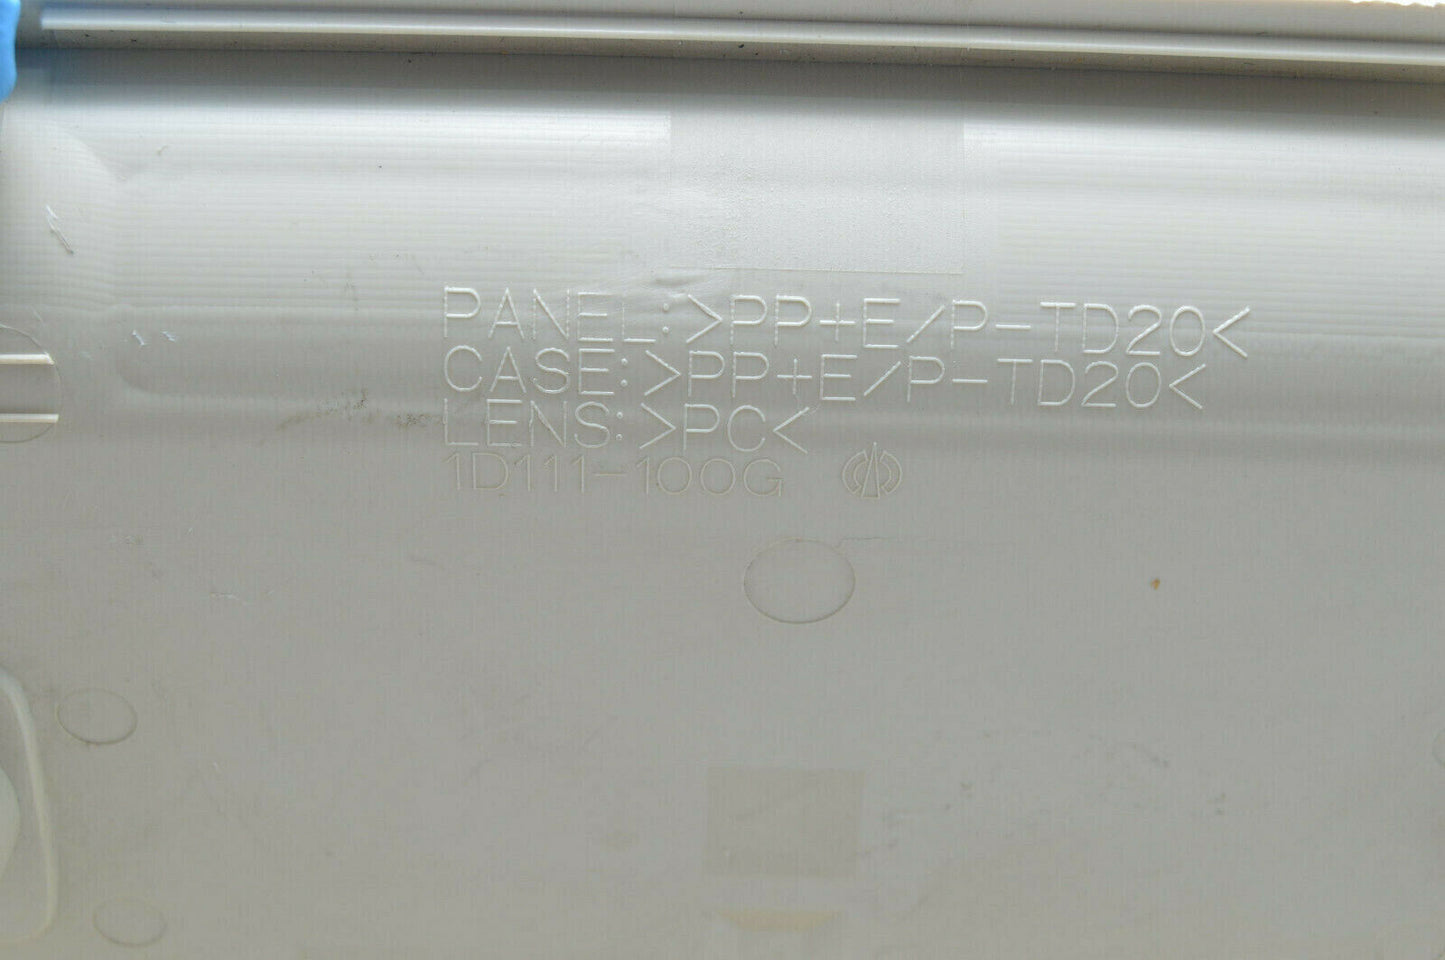 PANEL:>PP+E/P-TD20<
CASE:>PP+E/P-TD20<
LENS:>PC<
1D111-100G